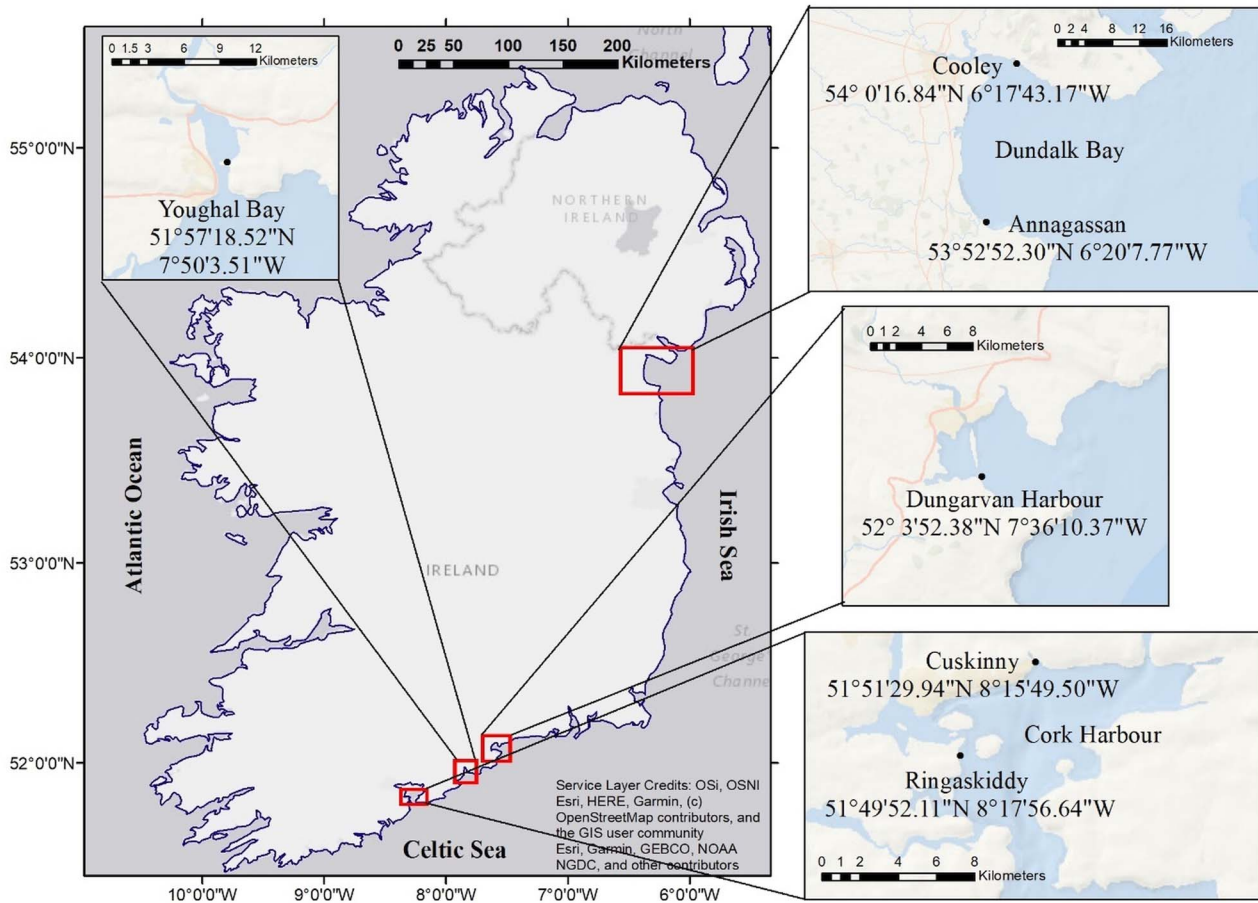 0 1.5 3 6 9 12
Kilometers
Youghal Bay
51°57'18.52"N
7°50'3.51"W
0 25 50 100 150 200
Kilometers
North
Channel
NORTHERN
IRELAND
IRELAND
Atlantic Ocean
Irish Sea
St.
George
Channel
Celtic Sea
Service Layer Credits: OSi, OSNI
Esri, HERE, Garmin, (c)
OpenStreetMap contributors, and
the GIS user community
Esri, Garmin, GEBCO, NOAA
NGDC, and other contributors
55°0'0"N
54°0'0"N
53°0'0"N
52°0'0"N
10°0'0"W 9°0'0"W 8°0'0"W 7°0'0"W 6°0'0"W
0 2 4 8 12 16
Kilometers
Cooley
54° 0'16.84"N 6°17'43.17"W
Dundalk Bay
Annagassan
53°52'52.30"N 6°20'7.77"W
0 1 2 4 6 8
Kilometers
Dungarvan Harbour
52° 3'52.38"N 7°36'10.37"W
Cuskinny
51°51'29.94"N 8°15'49.50"W
Cork Harbour
Ringaskiddy
51°49'52.11"N 8°17'56.64"W
0 1 2 4 6 8
Kilometers